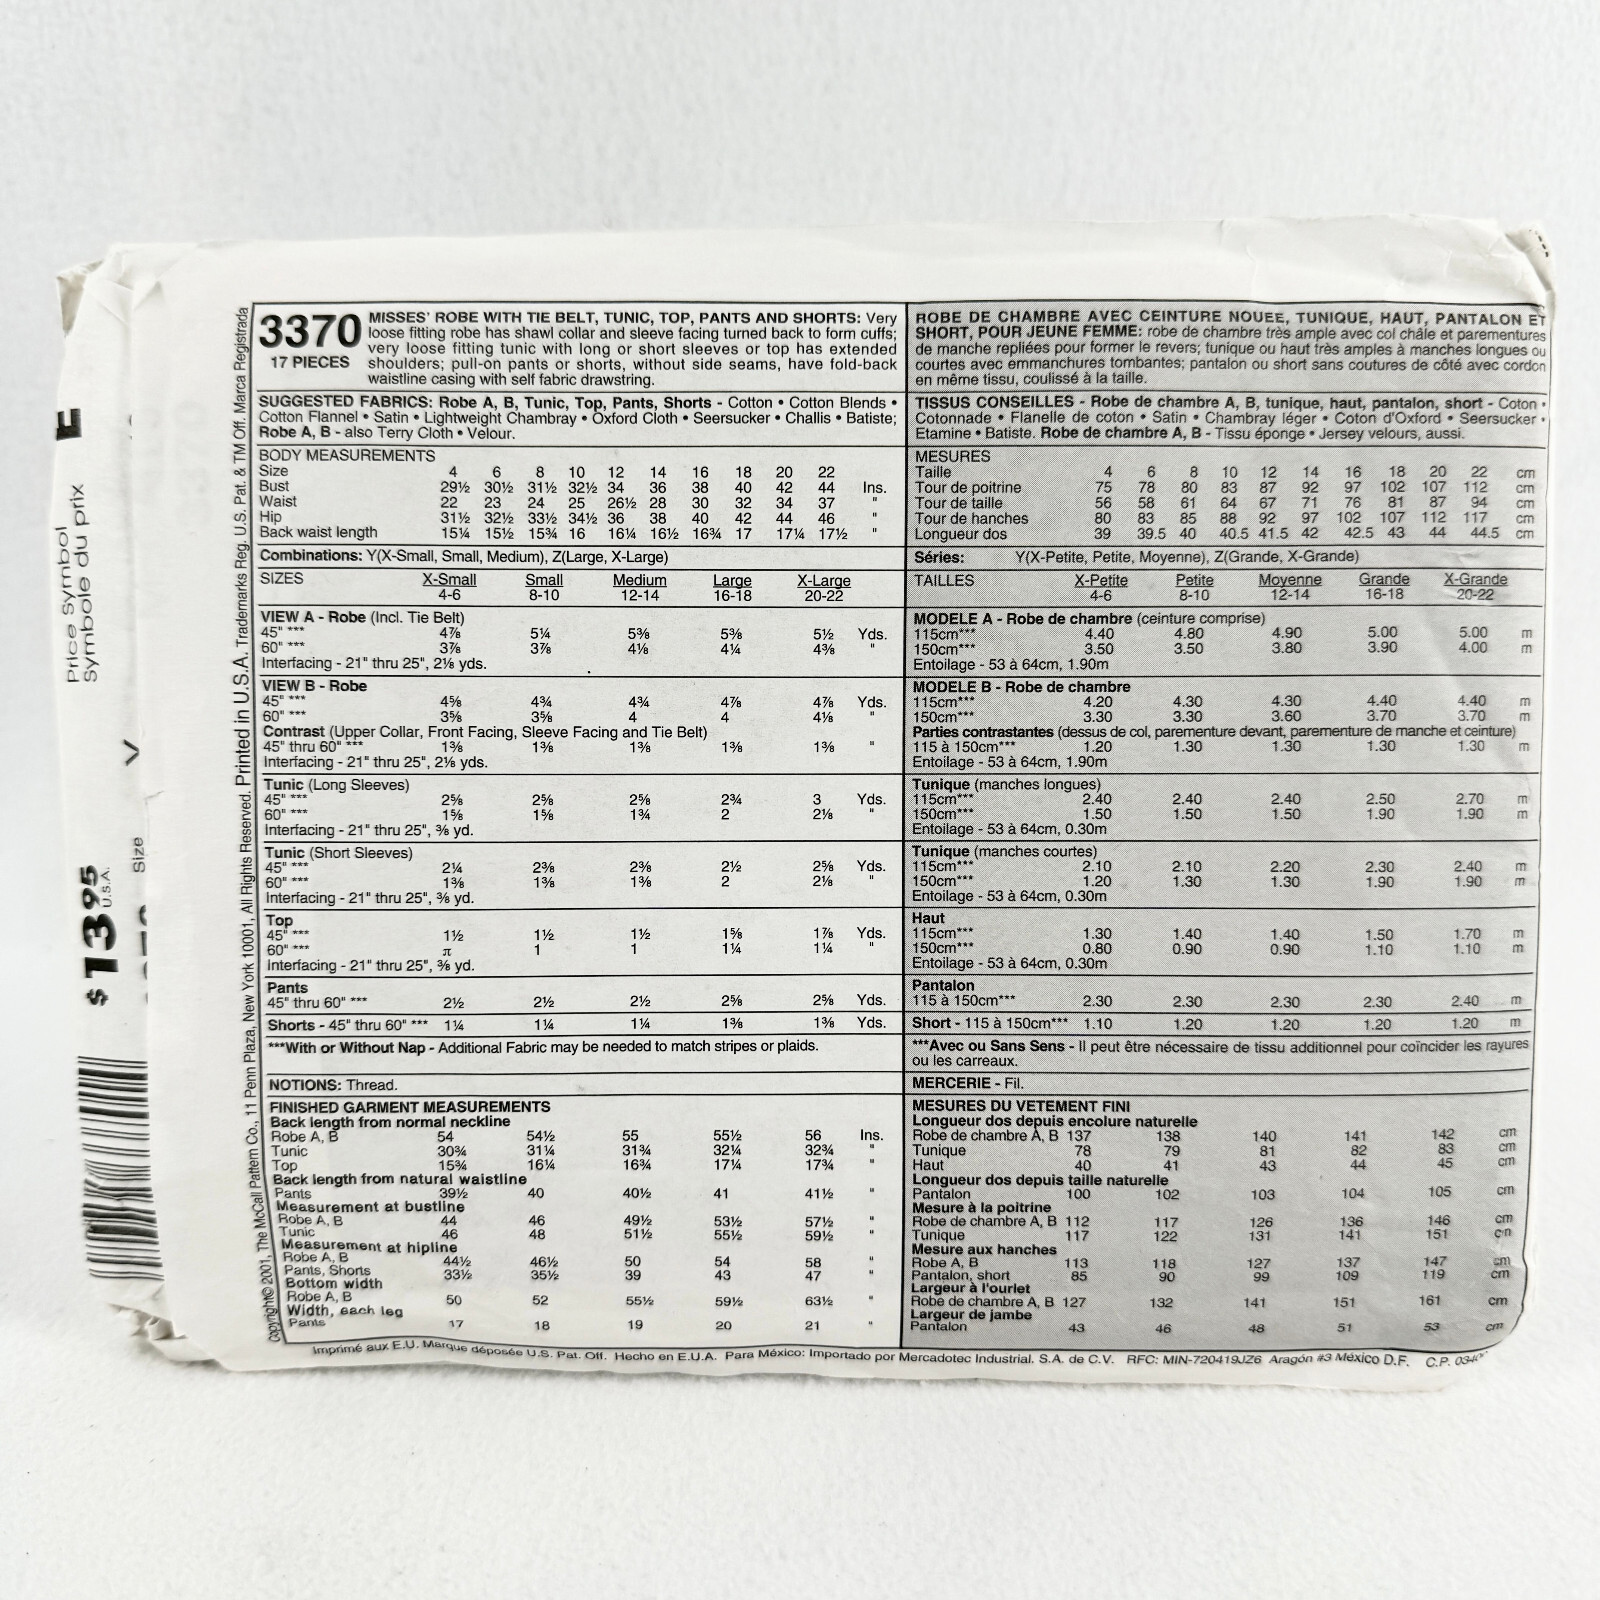 3370
17 PIECES
MISSES' ROBE WITH TIE BELT, TUNIC, TOP, PANTS AND SHORTS: Very
loose fitting robe has shawl collar and sleeve facing turned back to form cuffs;
very loose fitting tunic with long or short sleeves or top has extended
shoulders; pull-on pants or shorts, without side seams, have fold-back
waistline casing with self fabric drawstring.
SUGGESTED FABRICS: Robe A, B, Tunic, Top, Pants, Shorts - Cotton • Cotton Blends •
Cotton Flannel • Satin • Lightweight Chambray • Oxford Cloth • Seersucker • Challis • Batiste;
Robe A, B - also Terry Cloth • Velour.
BODY MEASUREMENTS
Size 4 6 8 10 12 14 16 18 20 22
Bust 29½ 30½ 31½ 32½ 34 36 38 40 42 44 Ins.
Waist 22 23 24 25 26½ 28 30 32 34 37 "
Hip 31½ 32½ 33½ 34½ 36 38 40 42 44 46 "
Back waist length 15¼ 15½ 15¾ 16 16¼ 16½ 16¾ 17 17¼ 17½ "
Combinations: Y(X-Small, Small, Medium), Z(Large, X-Large)
SIZES X-Small Small Medium Large X-Large
4-6 8-10 12-14 16-18 20-22
VIEW A - Robe (Incl. Tie Belt)
45" *** 4⅞ 5¼ 5⅜ 5⅜ 5½ Yds.
60" *** 3⅞ 3⅞ 4⅛ 4¼ 4⅜ "
Interfacing - 21" thru 25", 2⅛ yds.
VIEW B - Robe
45" *** 4⅝ 4¾ 4¾ 4⅞ 4⅞ Yds.
60" *** 3⅝ 3⅝ 4 4 4⅛ "
Contrast (Upper Collar, Front Facing, Sleeve Facing and Tie Belt)
45" thru 60" *** 1⅜ 1⅜ 1⅜ 1⅜ 1⅜ "
Interfacing - 21" thru 25", 2⅛ yds.
Tunic (Long Sleeves)
45" *** 2⅝ 2⅝ 2⅝ 2¾ 3 Yds.
60" *** 1⅝ 1⅝ 1¾ 2 2⅛ "
Interfacing - 21" thru 25", ⅜ yd.
Tunic (Short Sleeves)
45" *** 2¼ 2⅜ 2⅜ 2½ 2⅝ Yds.
60" *** 1⅜ 1⅜ 1⅜ 2 2⅛ "
Interfacing - 21" thru 25", ⅜ yd.
Top
45" *** 1½ 1½ 1½ 1⅝ 1⅞ Yds.
60" *** π 1 1 1¼ 1¼ "
Interfacing - 21" thru 25", ⅜ yd.
Pants
45" thru 60" *** 2½ 2½ 2½ 2⅝ 2⅝ Yds.
Shorts - 45" thru 60" *** 1¼ 1¼ 1¼ 1⅜ 1⅜ Yds.
***With or Without Nap - Additional Fabric may be needed to match stripes or plaids.
NOTIONS: Thread.
FINISHED GARMENT MEASUREMENTS
Back length from normal neckline
Robe A, B 54 54½ 55 55½ 56 Ins.
Tunic 30¾ 31¼ 31¾ 32¼ 32¾ "
Top 15¾ 16¼ 16¾ 17¼ 17¾ "
Back length from natural waistline
Pants 39½ 40 40½ 41 41½ "
Measurement at bustline
Robe A, B 44 46 49½ 53½ 57½ "
Tunic 46 48 51½ 55½ 59½ "
Measurement at hipline
Robe A, B 44½ 46½ 50 54 58 "
Pants, Shorts 33½ 35½ 39 43 47 "
Bottom width
Robe A, B 50 52 55½ 59½ 63½ "
Width, each leg
Pants 17 18 19 20 21 "
ROBE DE CHAMBRE AVEC CEINTURE NOUEE, TUNIQUE, HAUT, PANTALON ET
SHORT, POUR JEUNE FEMME: robe de chambre très ample avec col châle et parementures
de manche repliées pour former le revers; tunique ou haut très amples à manches longues ou
courtes avec emmanchures tombantes; pantalon ou short sans coutures de côté avec cordon
en même tissu, coulissé à la taille.
TISSUS CONSEILLES - Robe de chambre A, B, tunique, haut, pantalon, short - Coton •
Cotonnade • Flanelle de coton • Satin • Chambray léger • Coton d'Oxford • Seersucker •
Etamine • Batiste. Robe de chambre A, B - Tissu éponge • Jersey velours, aussi.
MESURES
Taille 4 6 8 10 12 14 16 18 20 22 cm
Tour de poitrine 75 78 80 83 87 92 97 102 107 112 cm
Tour de taille 56 58 61 64 67 71 76 81 87 94 cm
Tour de hanches 80 83 85 88 92 97 102 107 112 117 cm
Longueur dos 39 39.5 40 40.5 41.5 42 42.5 43 44 44.5 cm
Séries: Y(X-Petite, Petite, Moyenne), Z(Grande, X-Grande)
TAILLES X-Petite Petite Moyenne Grande X-Grande
4-6 8-10 12-14 16-18 20-22
MODELE A - Robe de chambre (ceinture comprise)
115cm*** 4.40 4.80 4.90 5.00 5.00 m
150cm*** 3.50 3.50 3.80 3.90 4.00 m
Entoilage - 53 à 64cm, 1.90m
MODELE B - Robe de chambre
115cm*** 4.20 4.30 4.30 4.40 4.40 m
150cm*** 3.30 3.30 3.60 3.70 3.70 m
Parties contrastantes (dessus de col, parementure devant, parementure de manche et ceinture)
115 à 150cm*** 1.20 1.30 1.30 1.30 1.30 m
Entoilage - 53 à 64cm, 1.90m
Tunique (manches longues)
115cm*** 2.40 2.40 2.40 2.50 2.70 m
150cm*** 1.50 1.50 1.50 1.90 1.90 m
Entoilage - 53 à 64cm, 0.30m
Tunique (manches courtes)
115cm*** 2.10 2.10 2.20 2.30 2.40 m
150cm*** 1.20 1.30 1.30 1.90 1.90 m
Entoilage - 53 à 64cm, 0.30m
Haut
115cm*** 1.30 1.40 1.40 1.50 1.70 m
150cm*** 0.80 0.90 0.90 1.10 1.10 m
Entoilage - 53 à 64cm, 0.30m
Pantalon
115 à 150cm*** 2.30 2.30 2.30 2.30 2.40 m
Short - 115 à 150cm*** 1.10 1.20 1.20 1.20 1.20 m
***Avec ou Sans Sens - Il peut être nécessaire de tissu additionnel pour coïncider les rayures
ou les carreaux.
MERCERIE - Fil.
MESURES DU VETEMENT FINI
Longueur dos depuis encolure naturelle
Robe de chambre A, B 137 138 140 141 142 cm
Tunique 78 79 81 82 83 cm
Haut 40 41 43 44 45 cm
Longueur dos depuis taille naturelle
Pantalon 100 102 103 104 105 cm
Mesure à la poitrine
Robe de chambre A, B 112 117 126 136 146 cm
Tunique 117 122 131 141 151 cm
Mesure aux hanches
Robe A, B 113 118 127 137 147 cm
Pantalon, short 85 90 99 109 119 cm
Largeur à l'ourlet
Robe de chambre A, B 127 132 141 151 161 cm
Largeur de jambe
Pantalon 43 46 48 51 53 cm
Imprimé aux E.U. Marque déposée U.S. Pat. Off. Hecho en E.U.A. Para México: Importado por Mercadotec Industrial. S.A. de C.V. RFC: MIN-720419JZ6 Aragón #3 México D.F. C.P.
Copyright© 2001, The McCall Pattern Co., 11 Penn Plaza, New York 10001, All Rights Reserved. Printed in U.S.A. Trademarks Reg. U.S. Pat. & TM Off. Marca Registrada
Price Symbol
Symbole du prix
E
$13.95
U.S.A.
Size